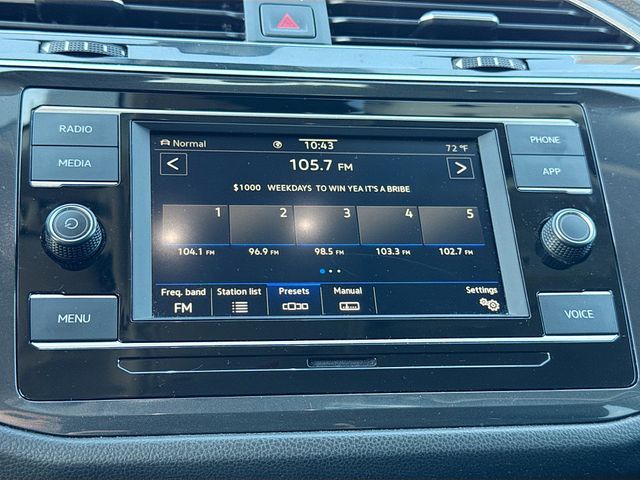 RADIO
MEDIA
MENU
PHONE
APP
VOICE
Normal 10:43 72 °F
105.7 FM
$1000 WEEKDAYS TO WIN YEA IT'S A BRIBE
1 2 3 4 5
104.1 FM 96.9 FM 98.5 FM 103.3 FM 102.7 FM
Freq. band Station list Presets Manual Settings
FM